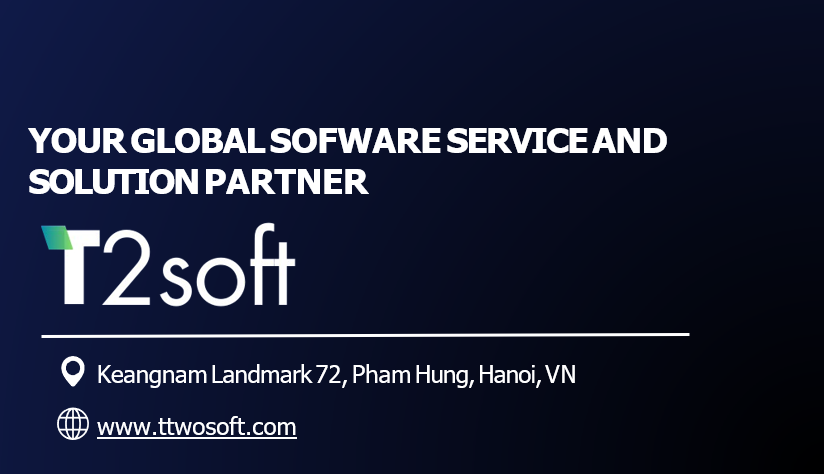 YOUR GLOBAL SOFWARE SERVICE AND
SOLUTION PARTNER
T2soft
Keangnam Landmark 72, Pham Hung, Hanoi, VN
www.ttwosoft.com